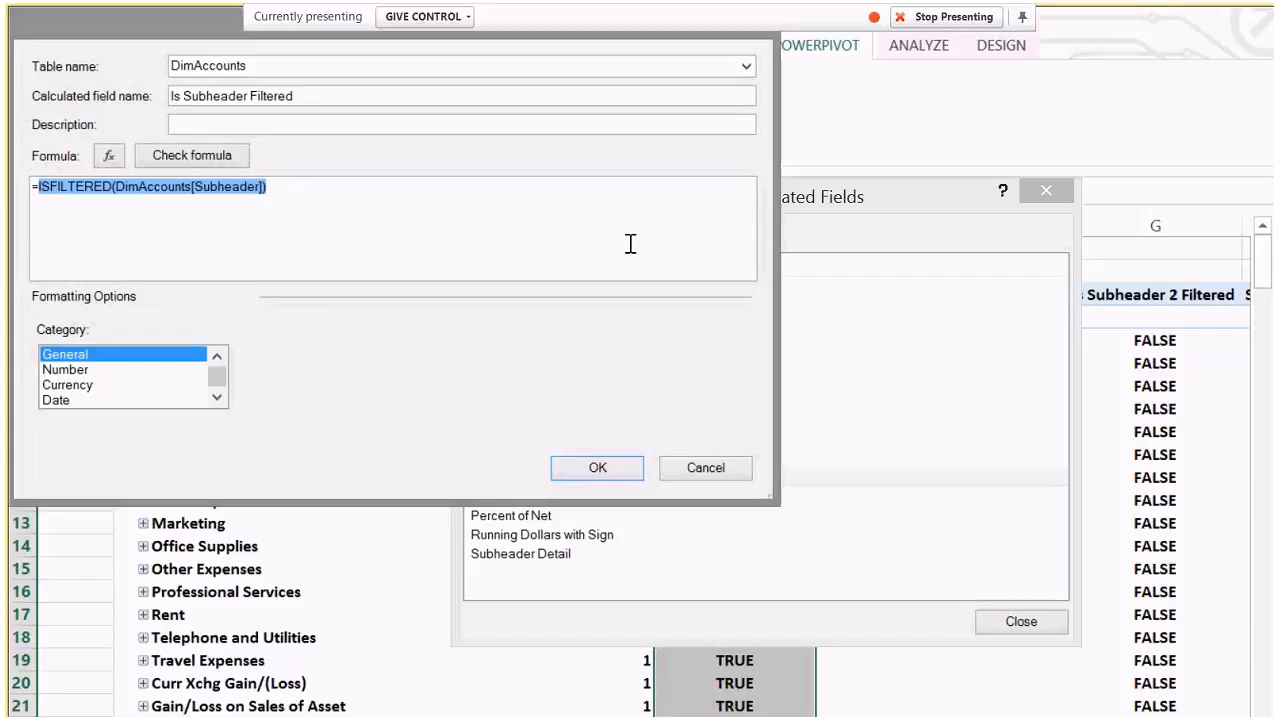 Currently presenting GIVE CONTROL Stop Presenting
OWERPIVOT ANALYZE DESIGN
Table name: DimAccounts
Calculated field name: Is Subheader Filtered
Description:
Formula: fx Check formula
=ISFILTERED(DimAccounts[Subheader])
ated Fields ?
G
Formatting Options
s Subheader 2 Filtered S
Category:
General
Number
Currency
Date
FALSE
FALSE
FALSE
FALSE
FALSE
FALSE
FALSE
FALSE
OK Cancel
Percent of Net
Running Dollars with Sign
Subheader Detail
Close
13 Marketing FALSE
14 Office Supplies FALSE
15 Other Expenses FALSE
16 Professional Services FALSE
17 Rent FALSE
18 Telephone and Utilities FALSE
19 Travel Expenses 1 TRUE FALSE
20 Curr Xchg Gain/(Loss) 1 TRUE FALSE
21 Gain/Loss on Sales of Asset 1 TRUE FALSE